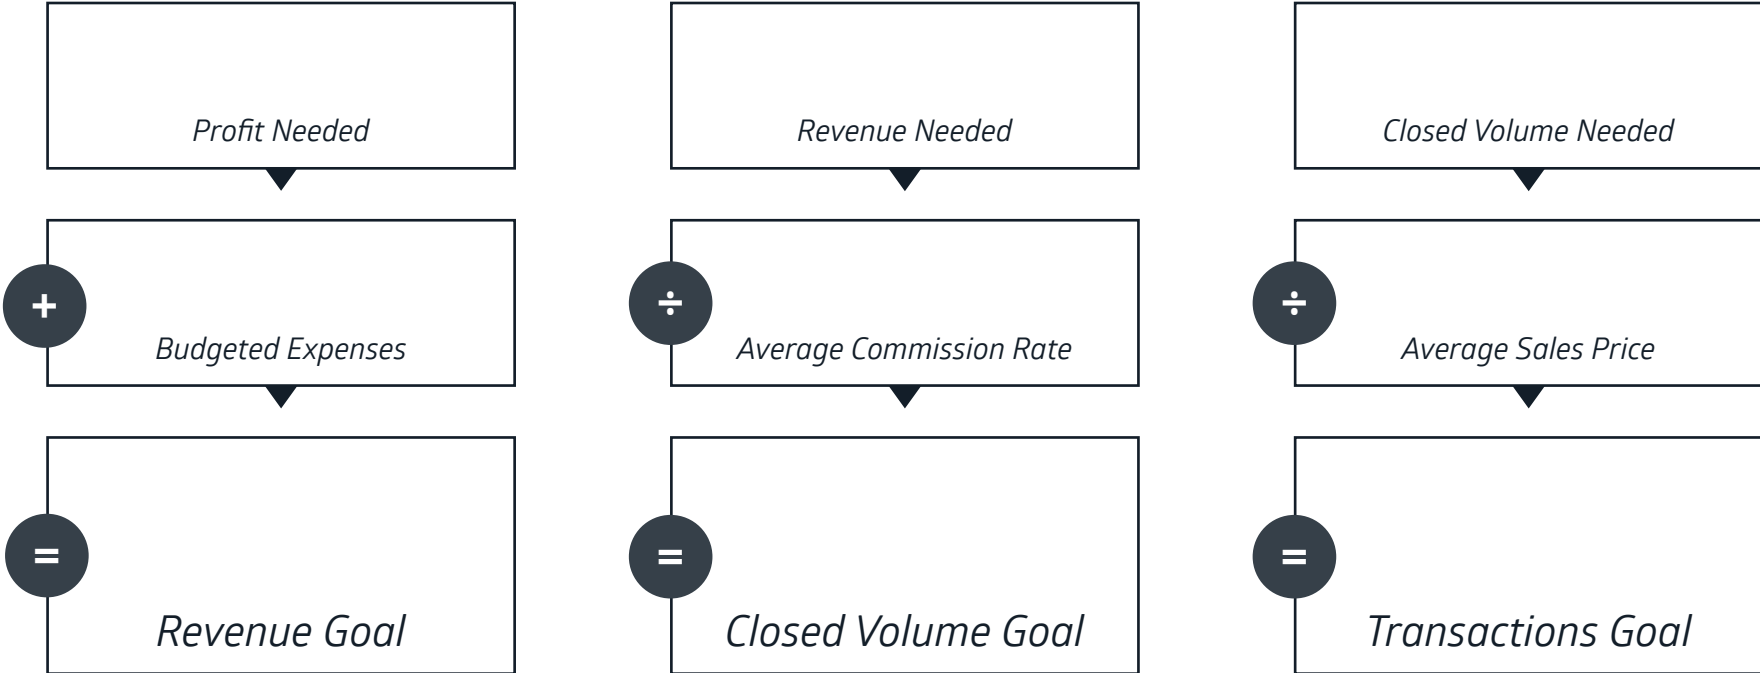 Profit Needed
Revenue Needed
Closed Volume Needed
+
Budgeted Expenses
÷
Average Commission Rate
÷
Average Sales Price
=
Revenue Goal
=
Closed Volume Goal
=
Transactions Goal